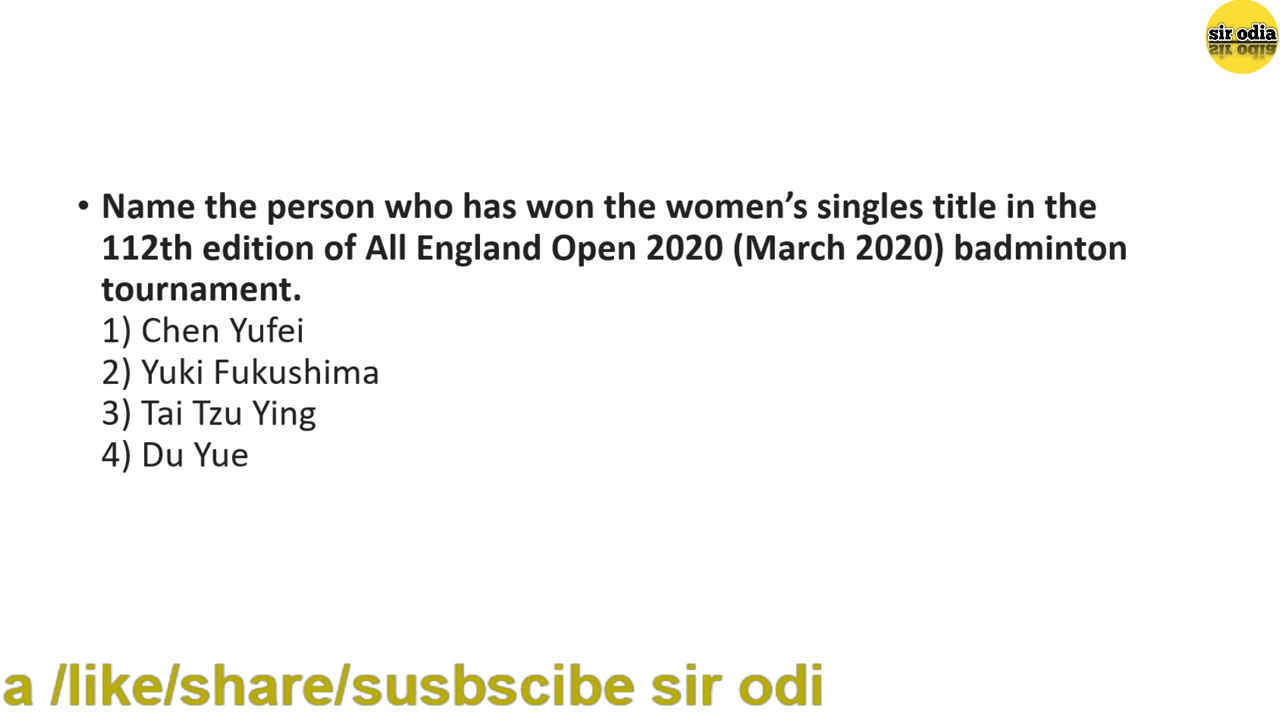 sir odia
• Name the person who has won the women’s singles title in the
112th edition of All England Open 2020 (March 2020) badminton
tournament.
1) Chen Yufei
2) Yuki Fukushima
3) Tai Tzu Ying
4) Du Yue
a /like/share/susbscibe sir odi